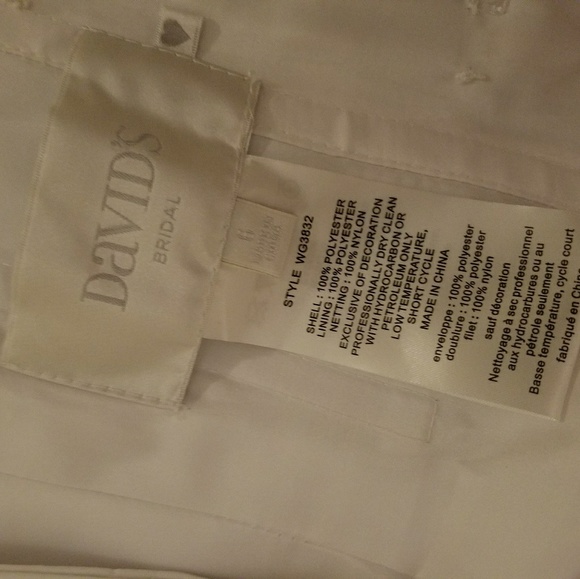 DaVID'S
BRIDAL
STYLE WG3832
SHELL : 100% POLYESTER
LINING : 100% POLYESTER
NETTING : 100% NYLON
EXCLUSIVE OF DECORATION
PROFESSIONALLY DRY CLEAN
WITH HYDROCARBON OR
PETROLEUM ONLY
LOW TEMPERATURE,
SHORT CYCLE
MADE IN CHINA
enveloppe : 100% polyester
doublure : 100% polyester
filet : 100% nylon
sauf décoration
Nettoyage à sec professionnel
aux hydrocarbures ou au
pétrole seulement
Basse température, cycle court
fabriqué en